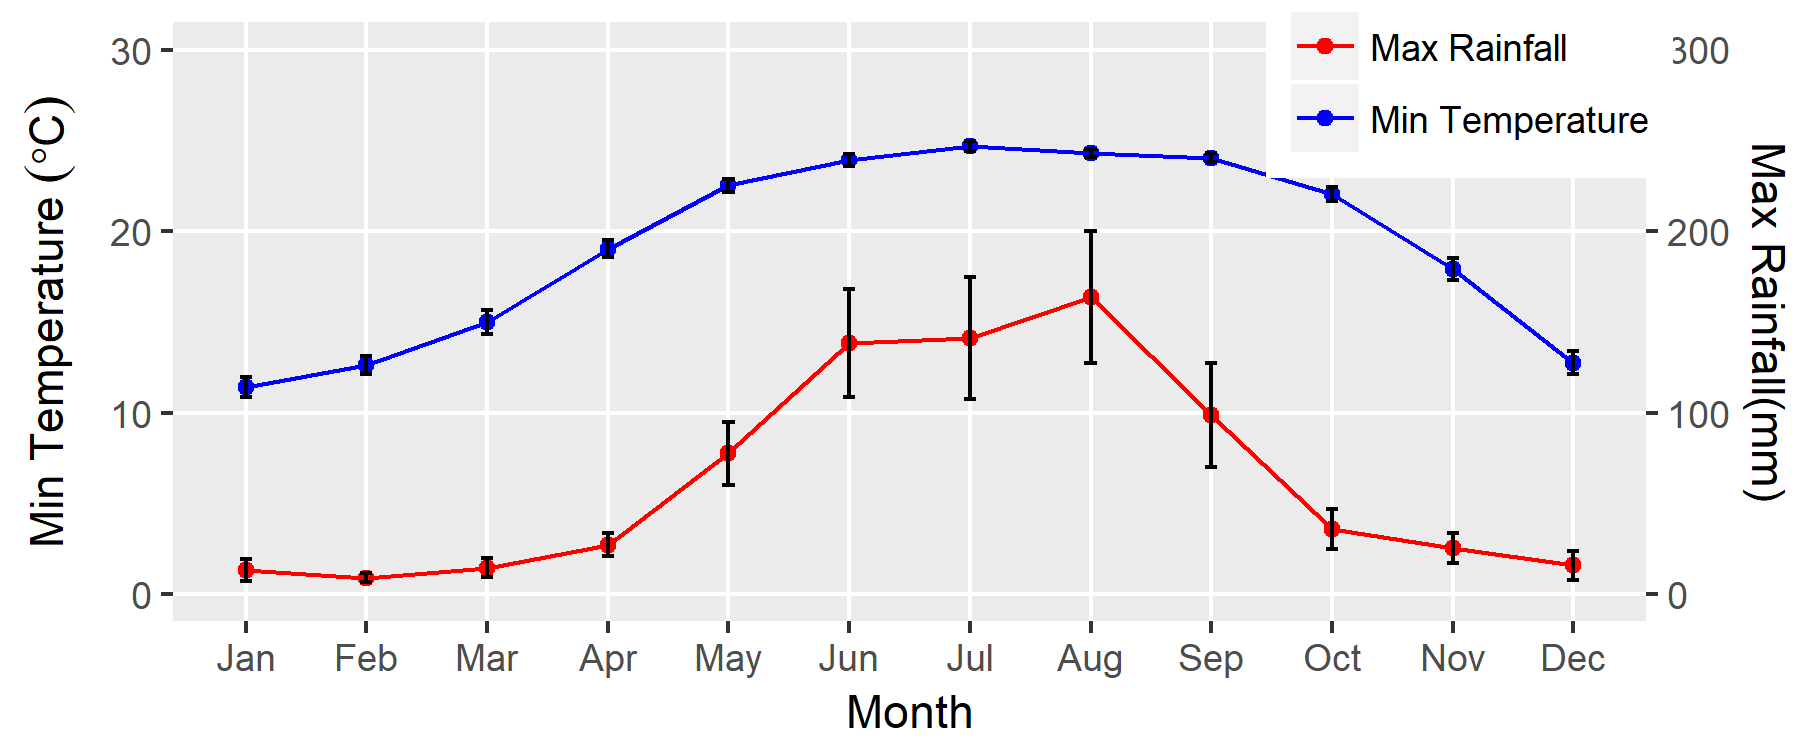 Max Rainfall
Min Temperature
Min Temperature (°C)
30
20
10
0
300
200
100
0
Max Rainfall(mm)
Jan Feb Mar Apr May Jun Jul Aug Sep Oct Nov Dec
Month